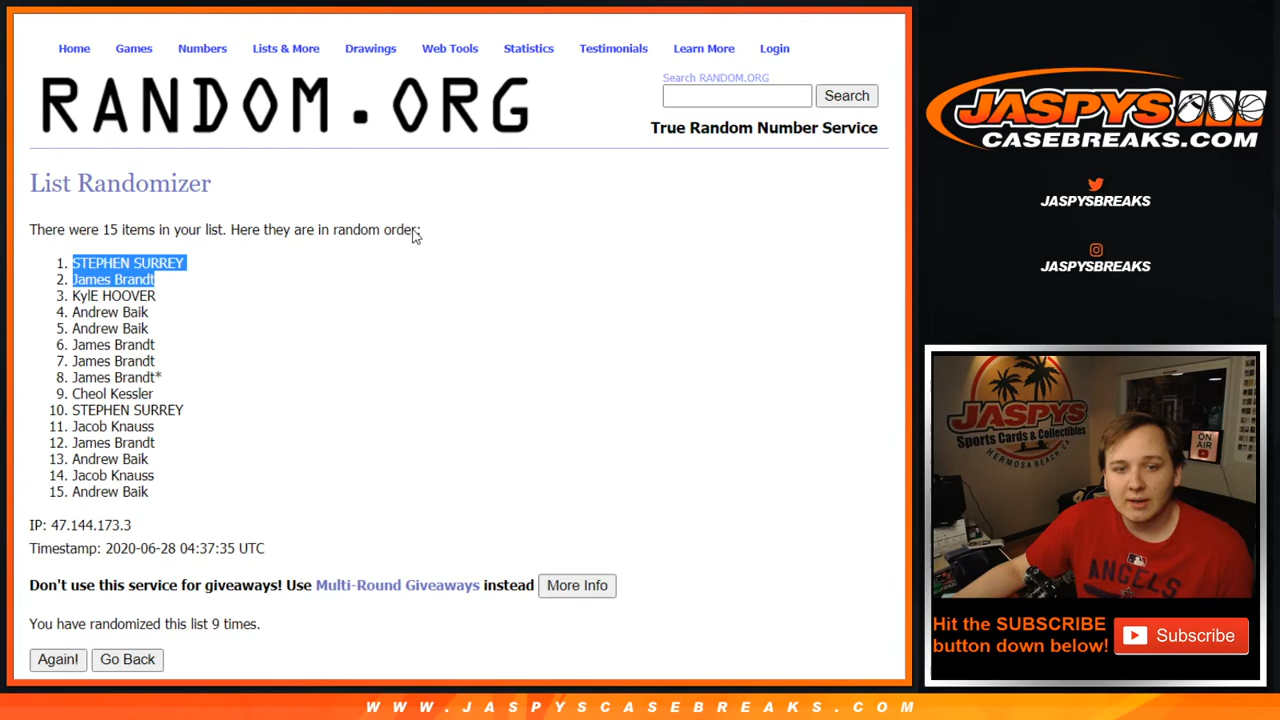 Home Games Numbers Lists & More Drawings Web Tools Statistics Testimonials Learn More Login
RANDOM.ORG
Search RANDOM.ORG
Search
True Random Number Service
List Randomizer
There were 15 items in your list. Here they are in random order:
1. STEPHEN SURREY
2. James Brandt
3. KylE HOOVER
4. Andrew Baik
5. Andrew Baik
6. James Brandt
7. James Brandt
8. James Brandt*
9. Cheol Kessler
10. STEPHEN SURREY
11. Jacob Knauss
12. James Brandt
13. Andrew Baik
14. Jacob Knauss
15. Andrew Baik
IP: 47.144.173.3
Timestamp: 2020-06-28 04:37:35 UTC
Don't use this service for giveaways! Use Multi-Round Giveaways instead More Info
You have randomized this list 9 times.
Again! Go Back
JASPYS
CASEBREAKS.COM
JASPYSBREAKS
JASPYSBREAKS
JASPYS
Sports Cards & Collectibles
HERMOSA BEACH, CA
ON
AIR
ANGELS
Hit the SUBSCRIBE
button down below!
Subscribe
WWW.JASPYSCASEBREAKS.COM